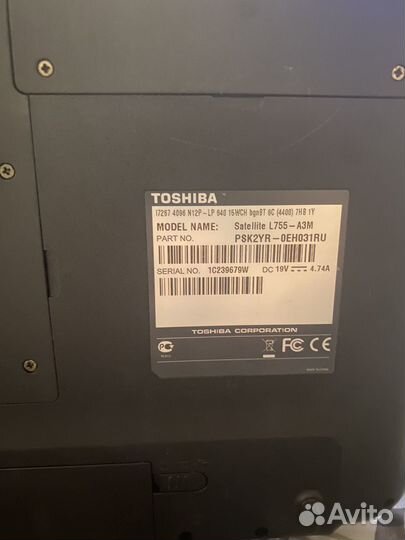 TOSHIBA
I7267 4096 N12P-LP 640 15WCH bgnBT 6C (4400) 7HB 1Y
MODEL NAME: Satellite L755-A3M
PART NO. PSK2YR-0EH031RU
SERIAL NO. 1C239679W DC 19V 4.74A
TOSHIBA CORPORATION
FC CE
Avito